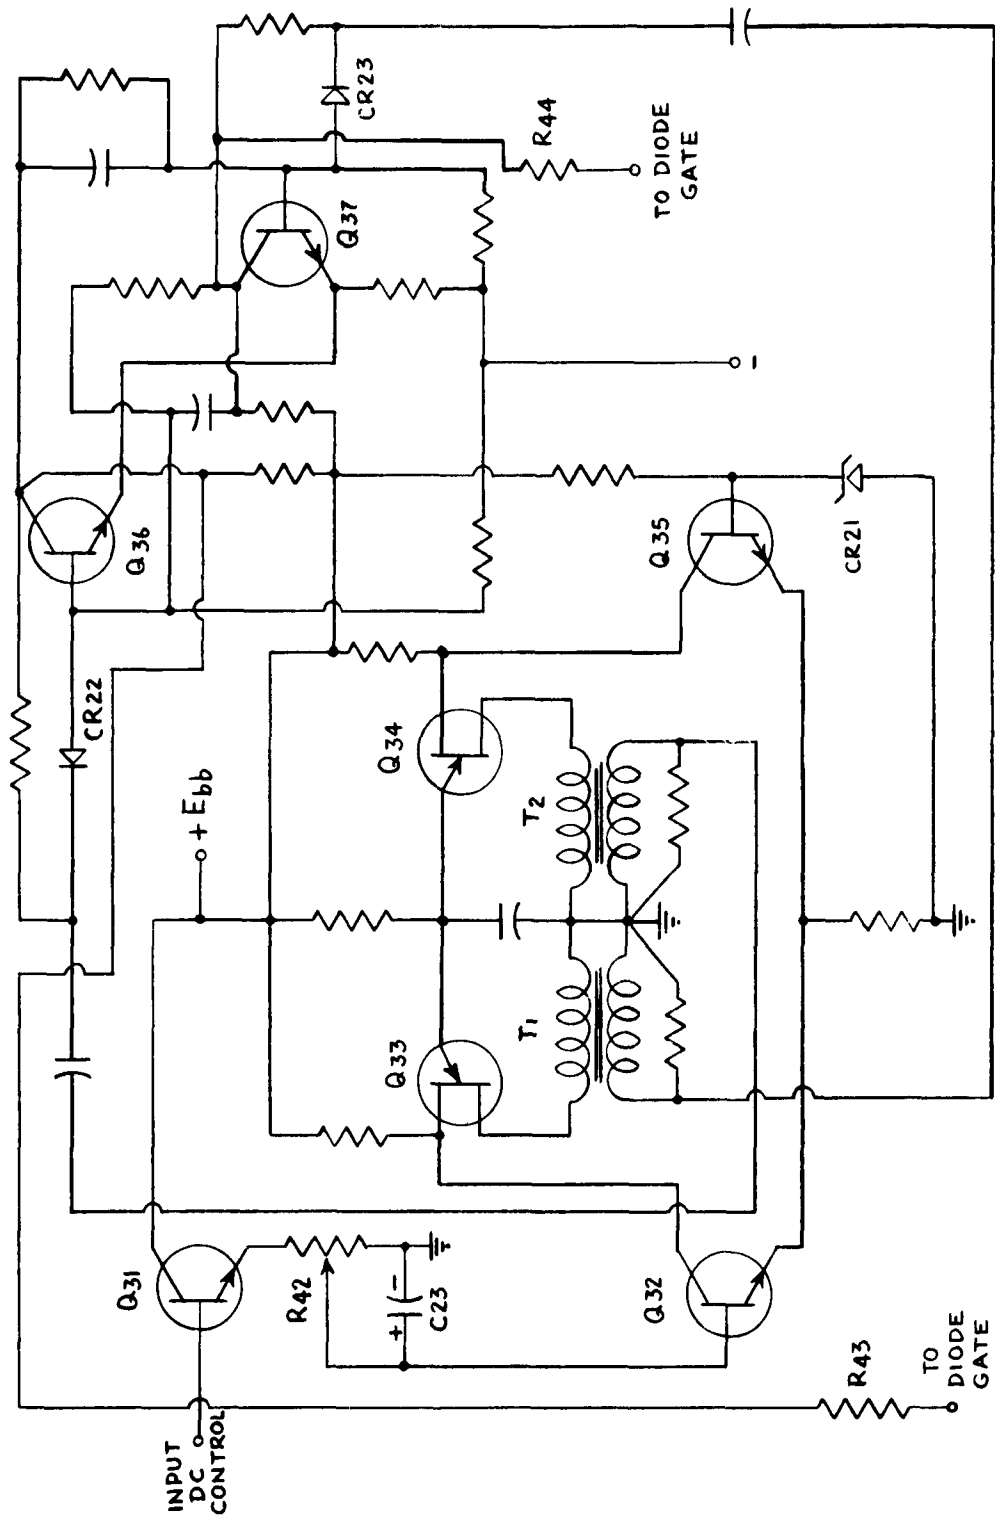 INPUT
DC
CONTROL
Q31
R42
+
-
C23
Q32
R43
TO
DIODE
GATE
+ Ebb
Q33
Q34
T1
T2
CR22
Q36
Q35
CR21
-
Q37
CR23
R44
TO DIODE
GATE